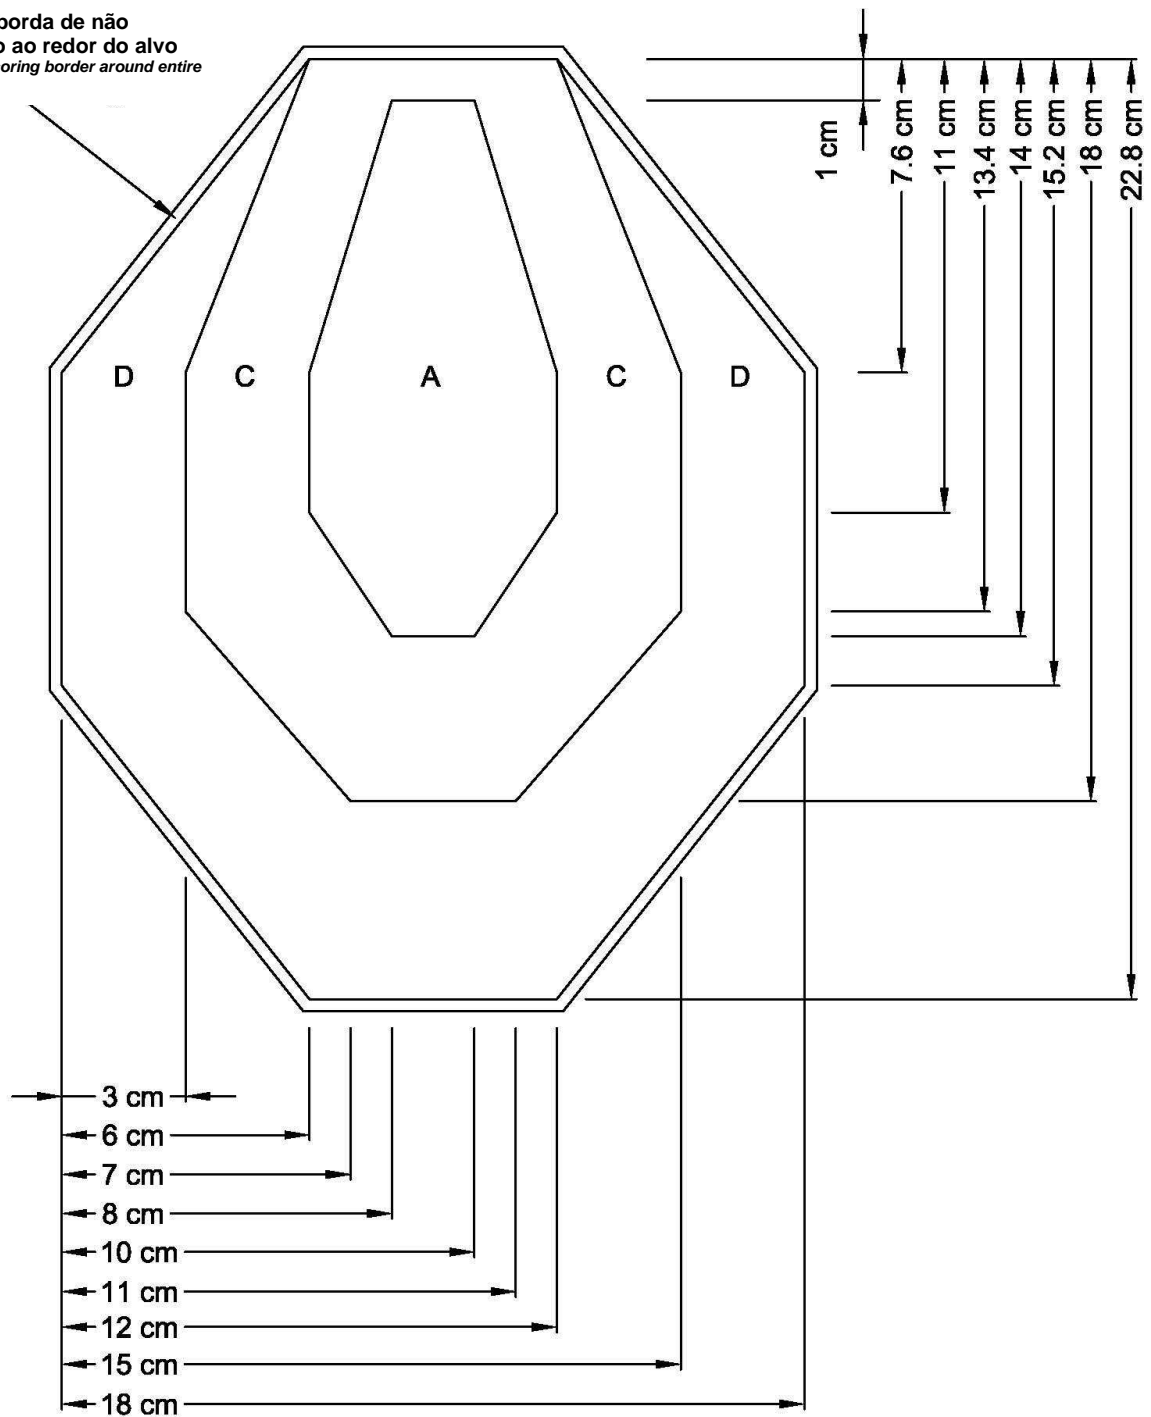 borda de não
o ao redor do alvo
coring border around entire
1 cm
7.6 cm
11 cm
13.4 cm
14 cm
15.2 cm
18 cm
22.8 cm
D C A C D
3 cm
6 cm
7 cm
8 cm
10 cm
11 cm
12 cm
15 cm
18 cm